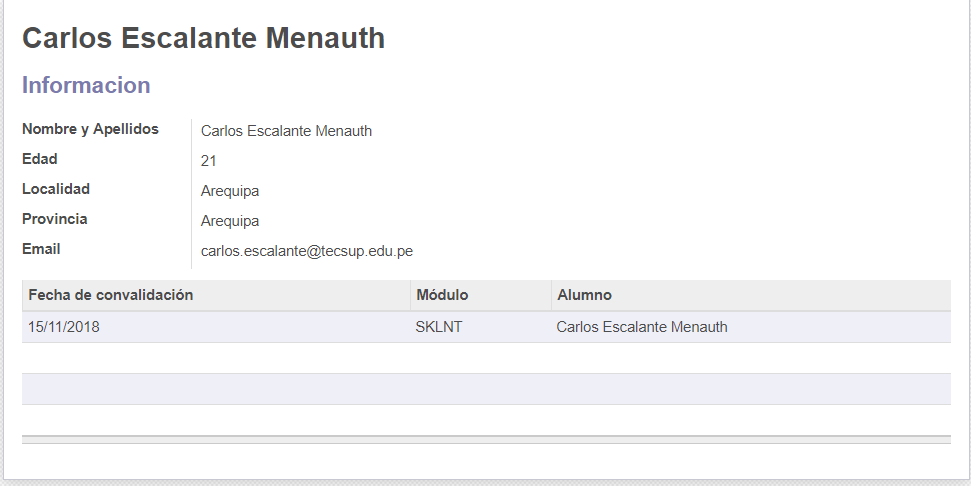 Carlos Escalante Menauth
Informacion
Nombre y Apellidos Carlos Escalante Menauth
Edad 21
Localidad Arequipa
Provincia Arequipa
Email carlos.escalante@tecsup.edu.pe
Fecha de convalidación Módulo Alumno
15/11/2018 SKLNT Carlos Escalante Menauth